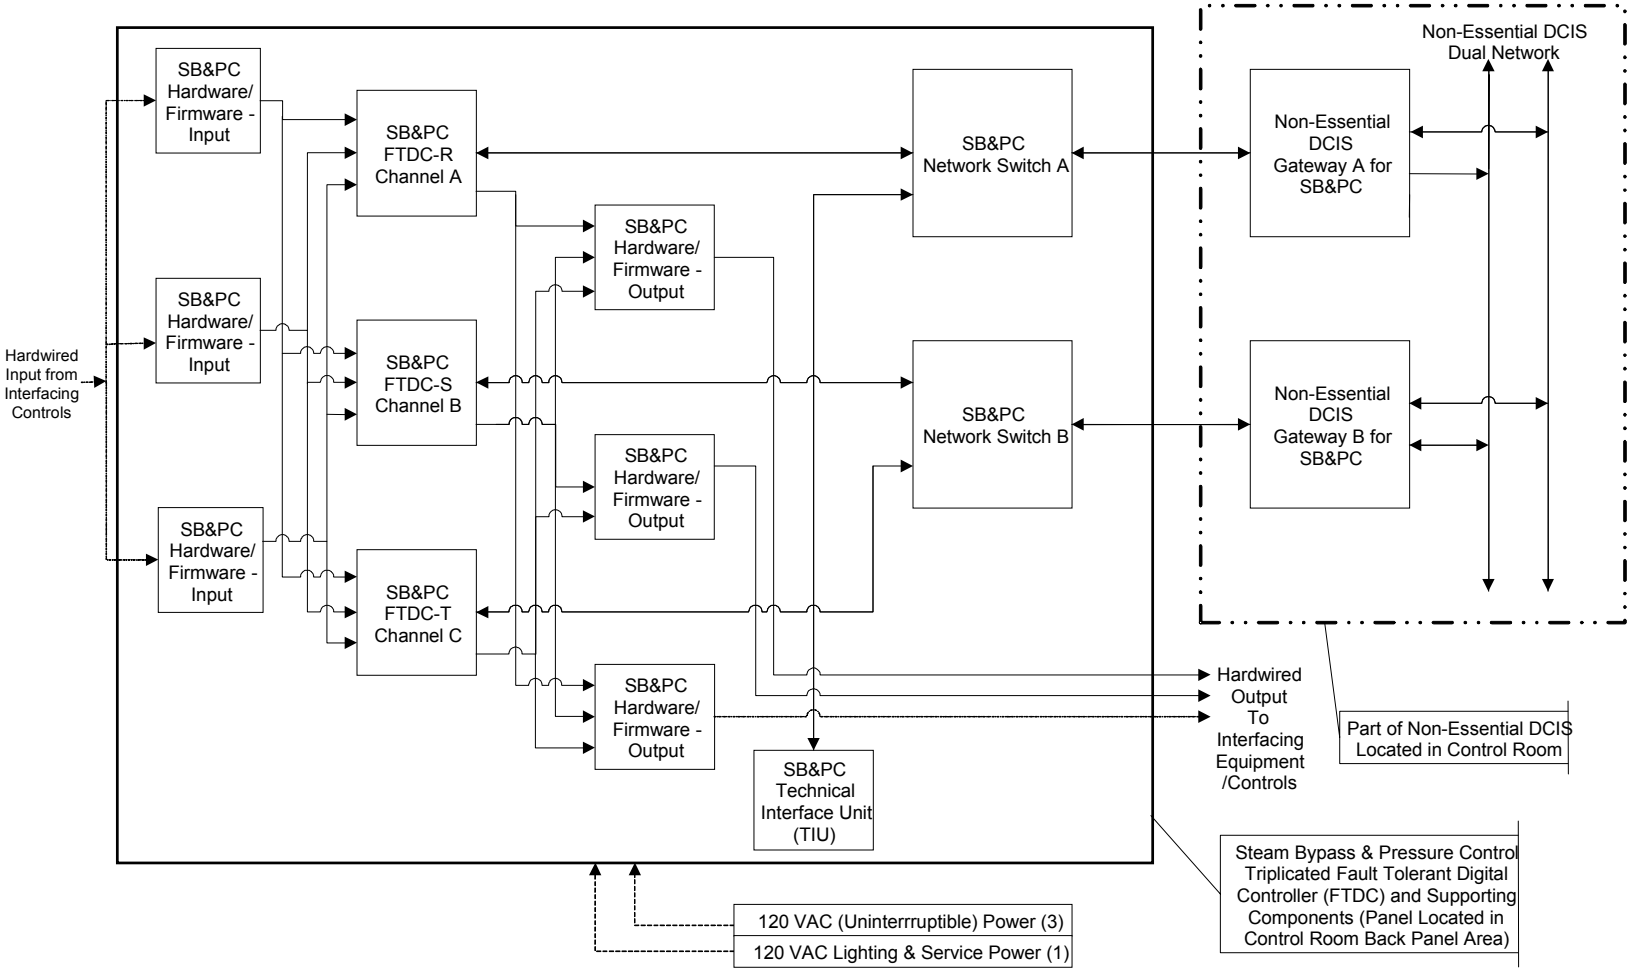 Non-Essential DCIS
Dual Network
SB&PC
Hardware/
Firmware -
Input
SB&PC
FTDC-R
Channel A
SB&PC
Network Switch A
Non-Essential
DCIS
Gateway A for
SB&PC
SB&PC
Hardware/
Firmware -
Output
SB&PC
Hardware/
Firmware -
Input
Hardwired
Input from
Interfacing
Controls
SB&PC
FTDC-S
Channel B
SB&PC
Network Switch B
Non-Essential
DCIS
Gateway B for
SB&PC
SB&PC
Hardware/
Firmware -
Output
SB&PC
Hardware/
Firmware -
Input
SB&PC
FTDC-T
Channel C
SB&PC
Hardware/
Firmware -
Output
Hardwired
Output
To
Interfacing
Equipment
/Controls
Part of Non-Essential DCIS
Located in Control Room
SB&PC
Technical
Interface Unit
(TIU)
Steam Bypass & Pressure Control
Triplicated Fault Tolerant Digital
Controller (FTDC) and Supporting
Components (Panel Located in
Control Room Back Panel Area)
120 VAC (Uninterrruptible) Power (3)
120 VAC Lighting & Service Power (1)